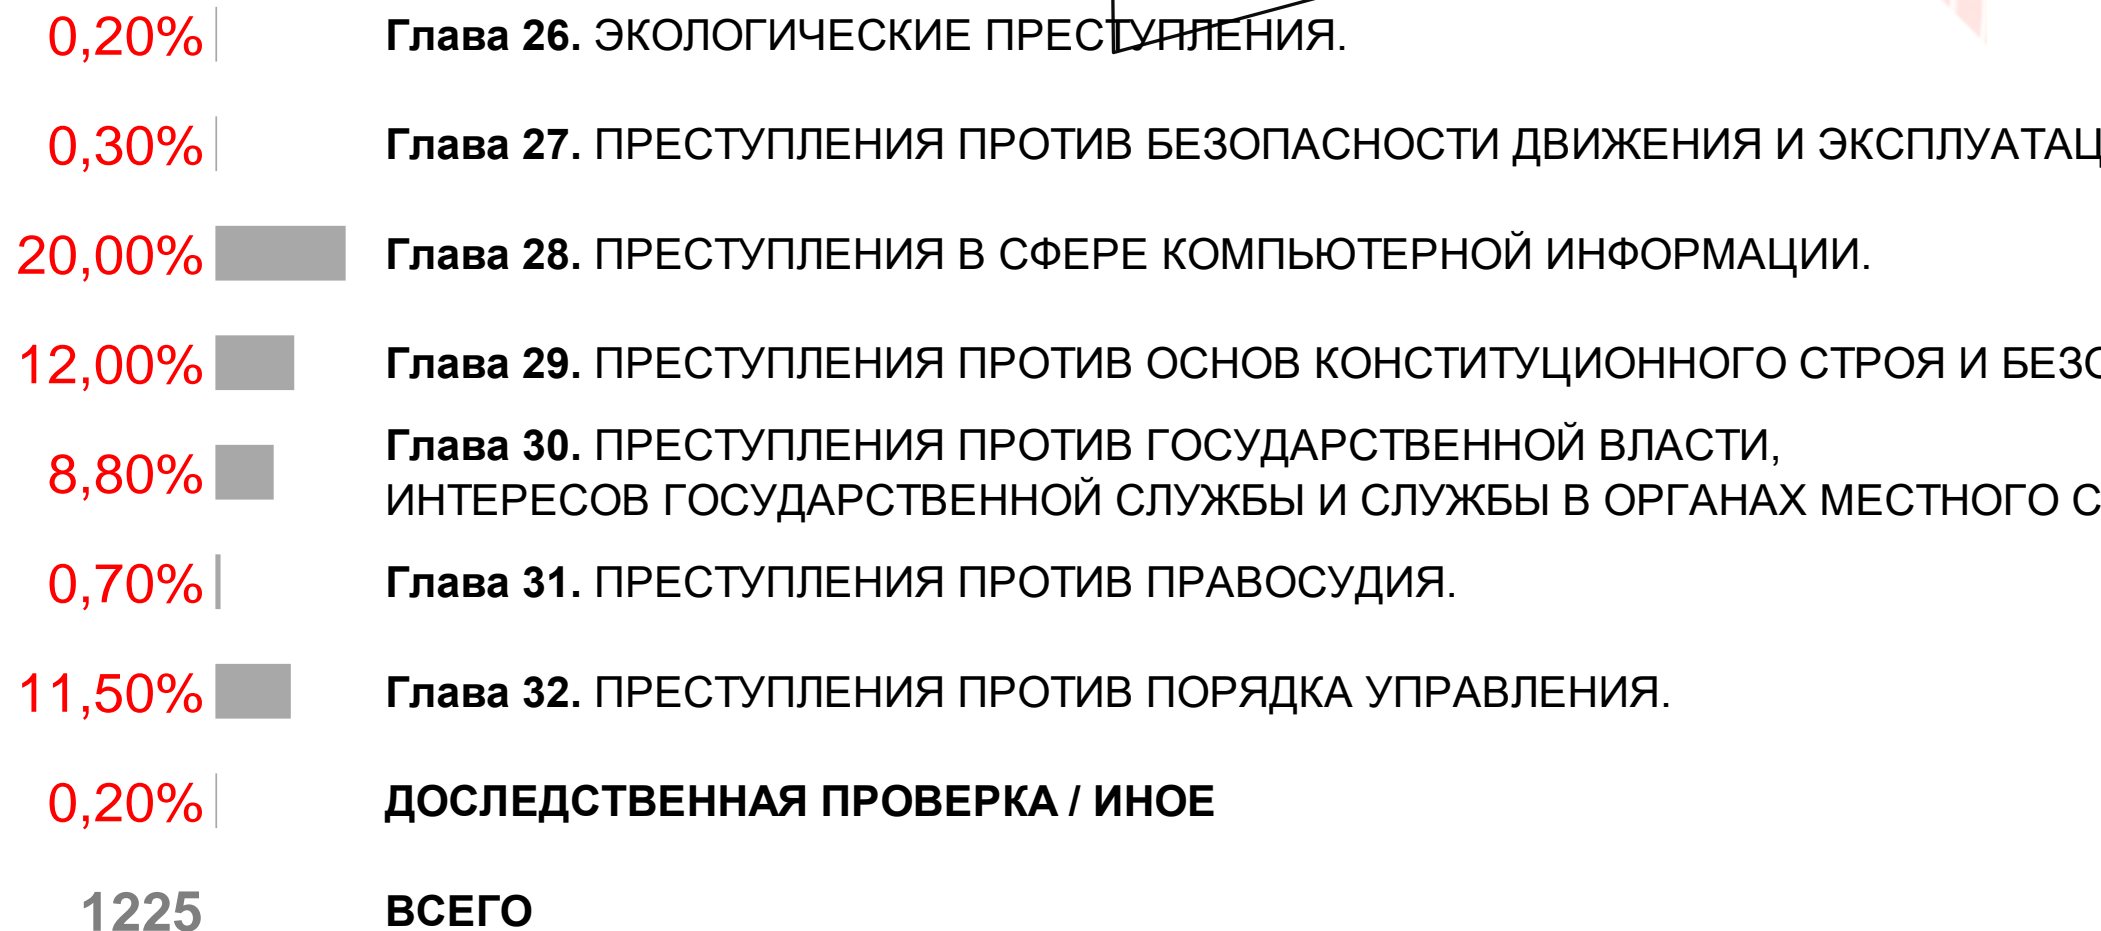 0,20% Глава 26. ЭКОЛОГИЧЕСКИЕ ПРЕСТУПЛЕНИЯ.
0,30% Глава 27. ПРЕСТУПЛЕНИЯ ПРОТИВ БЕЗОПАСНОСТИ ДВИЖЕНИЯ И ЭКСПЛУАТАЦ
20,00% Глава 28. ПРЕСТУПЛЕНИЯ В СФЕРЕ КОМПЬЮТЕРНОЙ ИНФОРМАЦИИ.
12,00% Глава 29. ПРЕСТУПЛЕНИЯ ПРОТИВ ОСНОВ КОНСТИТУЦИОННОГО СТРОЯ И БЕЗО
8,80% Глава 30. ПРЕСТУПЛЕНИЯ ПРОТИВ ГОСУДАРСТВЕННОЙ ВЛАСТИ,
ИНТЕРЕСОВ ГОСУДАРСТВЕННОЙ СЛУЖБЫ И СЛУЖБЫ В ОРГАНАХ МЕСТНОГО С
0,70% Глава 31. ПРЕСТУПЛЕНИЯ ПРОТИВ ПРАВОСУДИЯ.
11,50% Глава 32. ПРЕСТУПЛЕНИЯ ПРОТИВ ПОРЯДКА УПРАВЛЕНИЯ.
0,20% ДОСЛЕДСТВЕННАЯ ПРОВЕРКА / ИНОЕ
1225 ВСЕГО